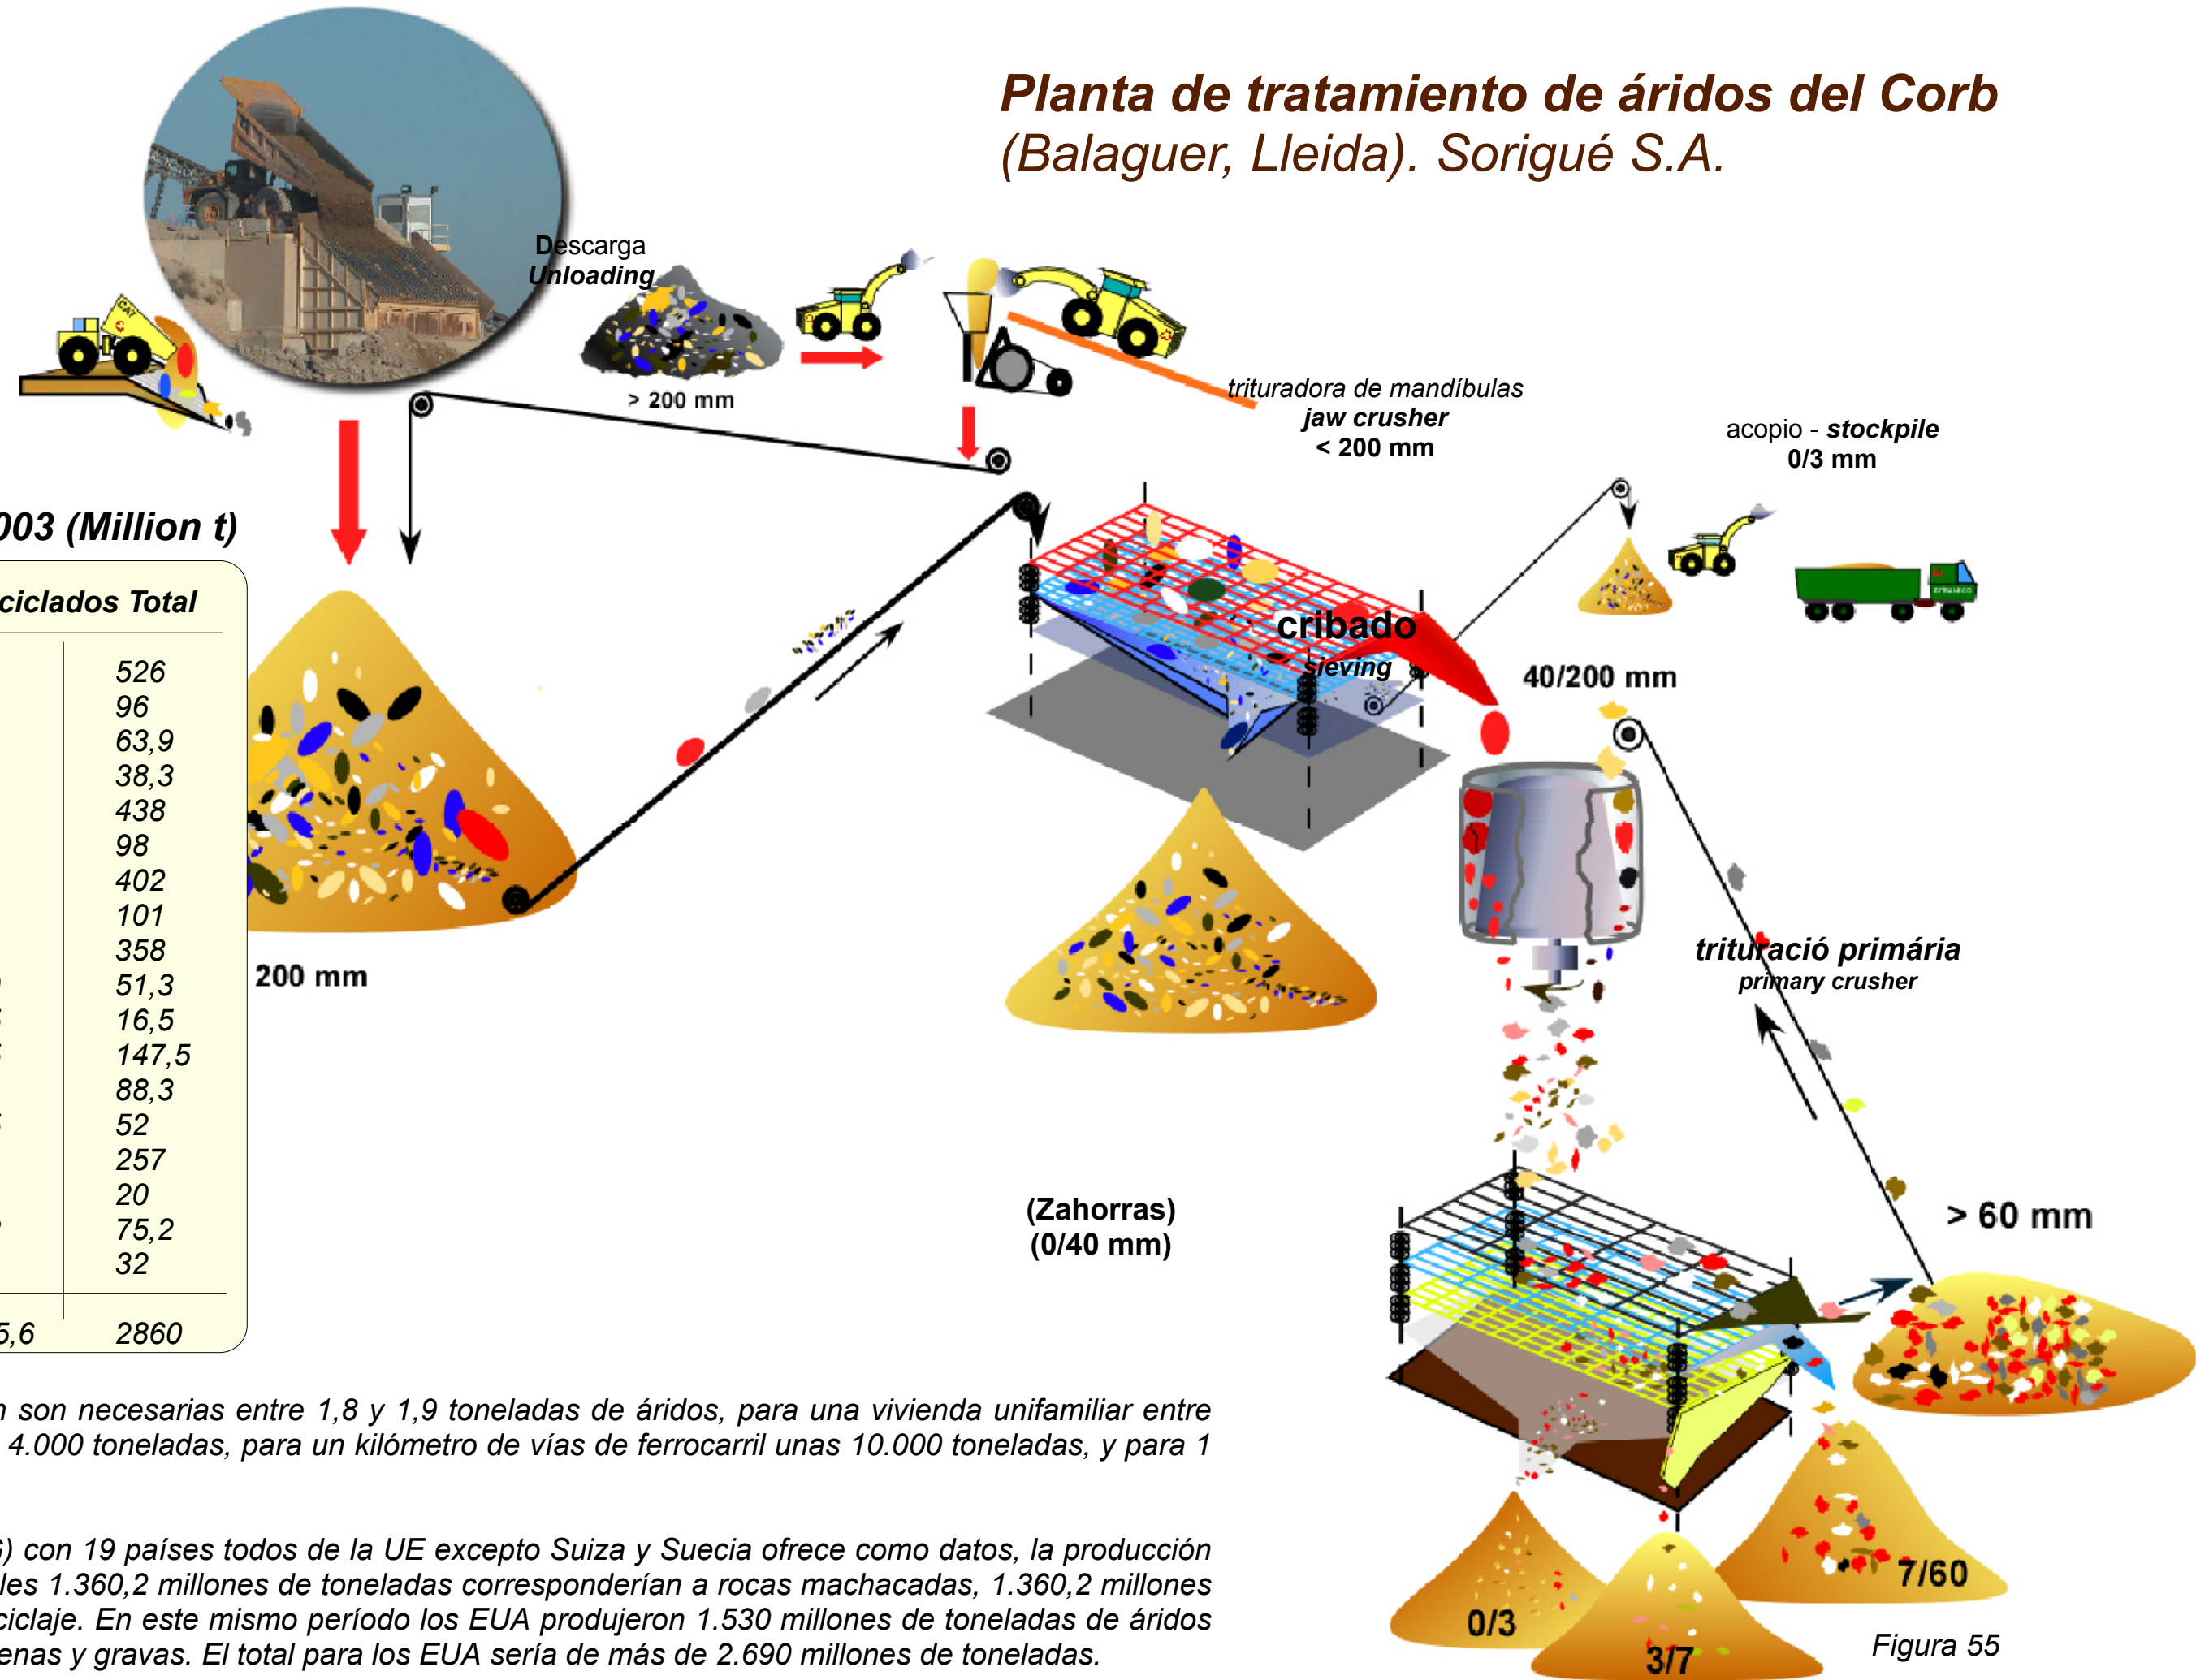 Planta de tratamiento de áridos del Corb
(Balaguer, Lleida). Sorigué S.A.
Descarga
Unloading
> 200 mm
trituradora de mandíbulas
jaw crusher
< 200 mm
acopio - stockpile
0/3 mm
003 (Million t)
ciclados Total
526
96
63,9
38,3
438
98
402
101
358
51,3
16,5
147,5
88,3
52
257
20
75,2
32
5,6 2860
200 mm
cribado
sieving
40/200 mm
trituració primária
primary crusher
(Zahorras)
(0/40 mm)
> 60 mm
0/3
3/7
7/60
n son necesarias entre 1,8 y 1,9 toneladas de áridos, para una vivienda unifamiliar entre
4.000 toneladas, para un kilómetro de vías de ferrocarril unas 10.000 toneladas, y para 1
) con 19 países todos de la UE excepto Suiza y Suecia ofrece como datos, la producción
les 1.360,2 millones de toneladas corresponderían a rocas machacadas, 1.360,2 millones
ciclaje. En este mismo período los EUA produjeron 1.530 millones de toneladas de áridos
enas y gravas. El total para los EUA sería de más de 2.690 millones de toneladas.
Figura 55